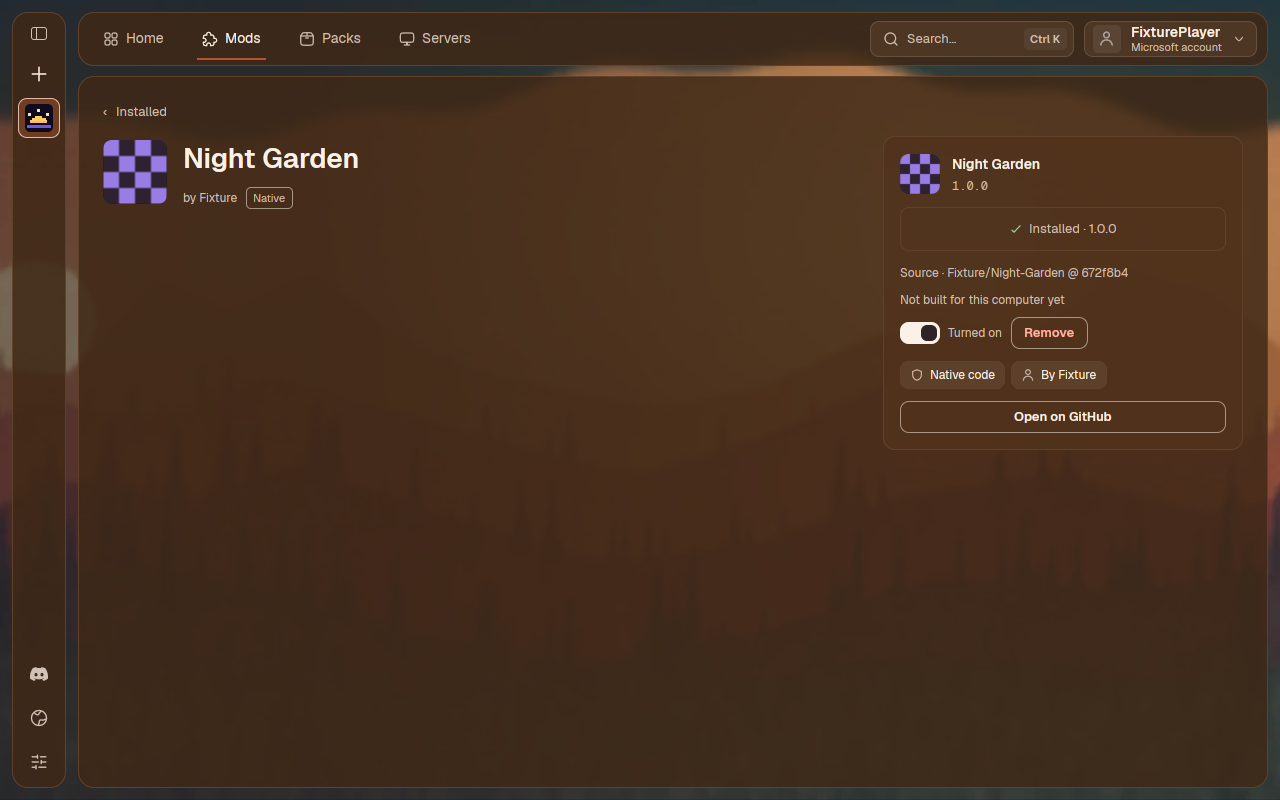 Home
Mods
Packs
Servers
Search...
Ctrl K
FixturePlayer
Microsoft account
‹ Installed
Night Garden
by Fixture
Native
Night Garden
1.0.0
Installed · 1.0.0
Source · Fixture/Night-Garden @ 672f8b4
Not built for this computer yet
Turned on
Remove
Native code
By Fixture
Open on GitHub